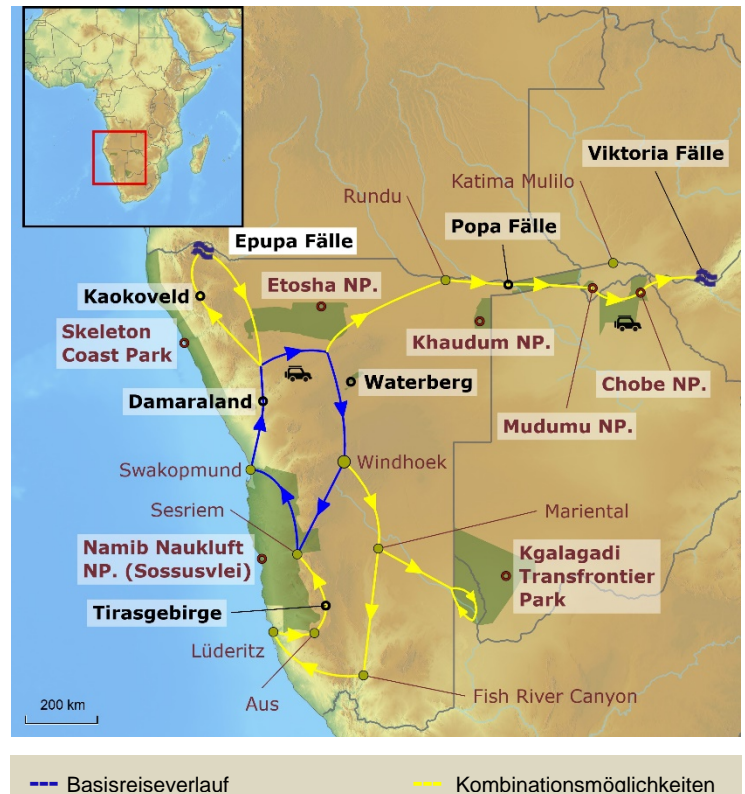 Viktoria Fälle
Katima Mulilo
Rundu
Popa Fälle
Epupa Fälle
Etosha NP.
Kaokoveld
Skeleton
Coast Park
Khaudum NP.
Chobe NP.
Waterberg
Damaraland
Mudumu NP.
Swakopmund
Windhoek
Sesriem
Mariental
Namib Naukluft
NP. (Sossusvlei)
Kgalagadi
Transfrontier
Park
Tirasgebirge
Lüderitz
Aus
Fish River Canyon
200 km
Basisreiseverlauf
Kombinationsmöglichkeiten